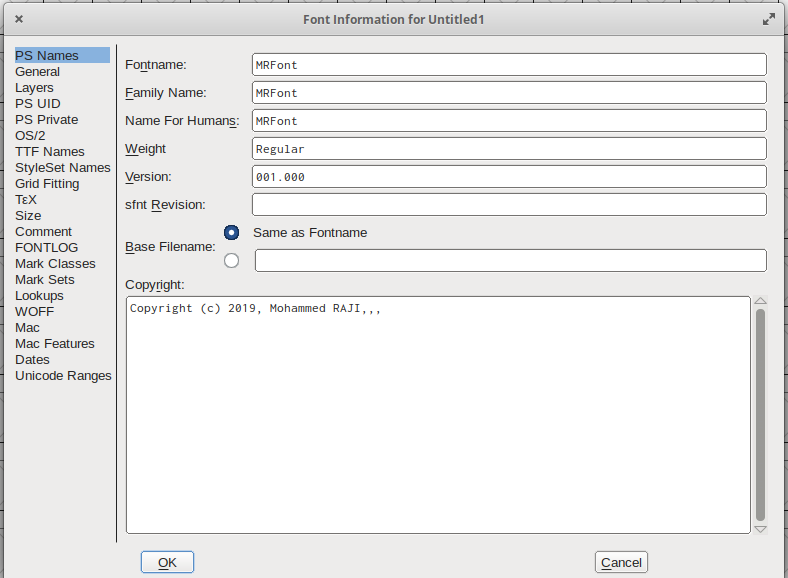 Font Information for Untitled1
PS Names
General
Layers
PS UID
PS Private
OS/2
TTF Names
StyleSet Names
Grid Fitting
TεX
Size
Comment
FONTLOG
Mark Classes
Mark Sets
Lookups
WOFF
Mac
Mac Features
Dates
Unicode Ranges
Fontname: MRFont
Family Name: MRFont
Name For Humans: MRFont
Weight Regular
Version: 001.000
sfnt Revision:
Base Filename: Same as Fontname
Copyright:
Copyright (c) 2019, Mohammed RAJI,,,
OK Cancel